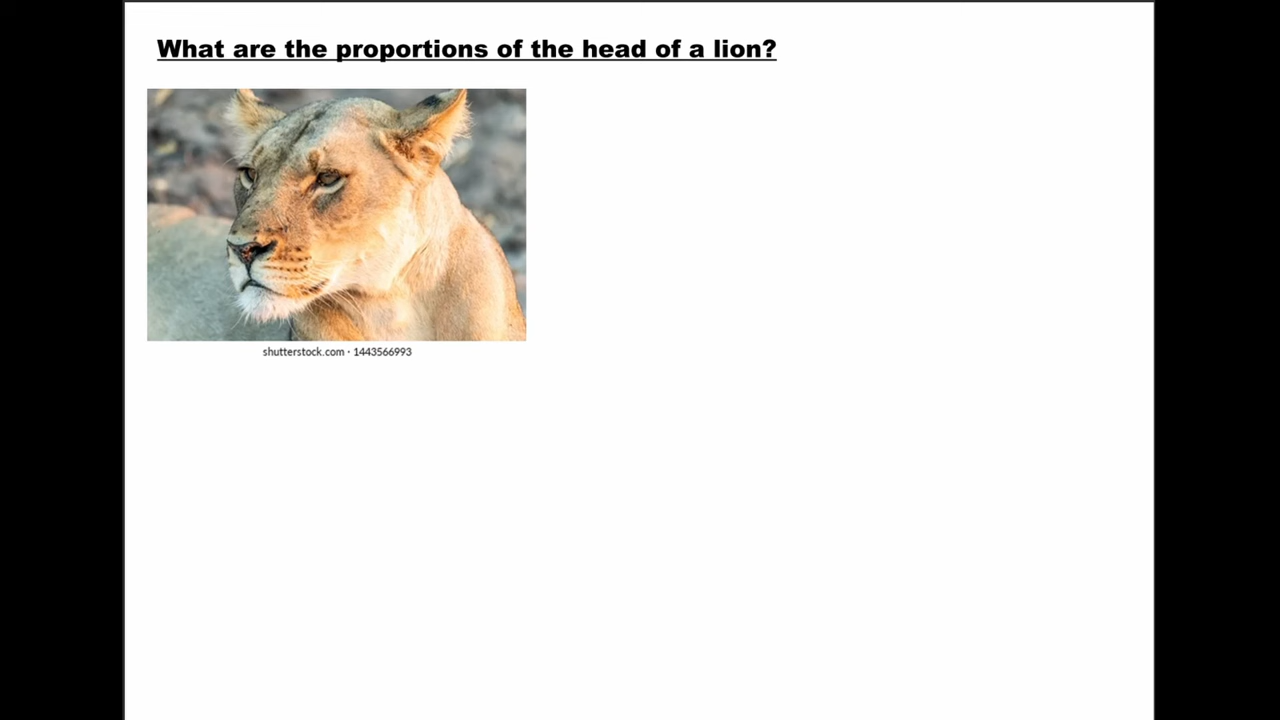 What are the proportions of the head of a lion?
shutterstock.com · 1443566993